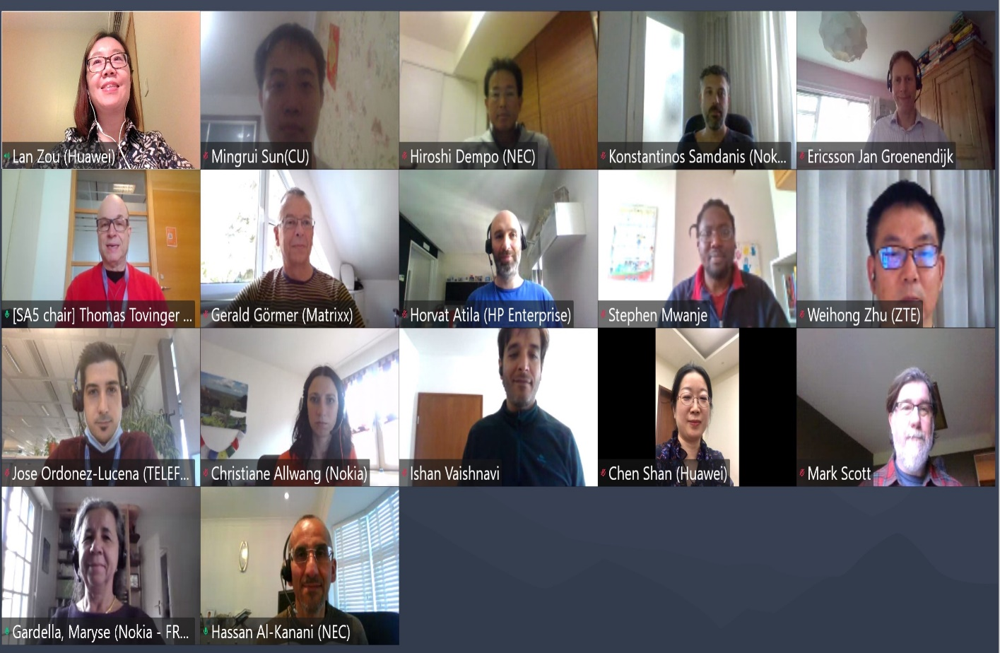 Lan Zou (Huawei)
Mingrui Sun(CU)
Hiroshi Dempo (NEC)
Konstantinos Samdanis (Nok...
Ericsson Jan Groenendijk
[SA5 chair] Thomas Tovinger ...
Gerald Görmer (Matrixx)
Horvat Atila (HP Enterprise)
Stephen Mwanje
Weihong Zhu (ZTE)
Jose Ordonez-Lucena (TELEF...
Christiane Allwang (Nokia)
Ishan Vaishnavi
Chen Shan (Huawei)
Mark Scott
Gardella, Maryse (Nokia - FR...
Hassan Al-Kanani (NEC)